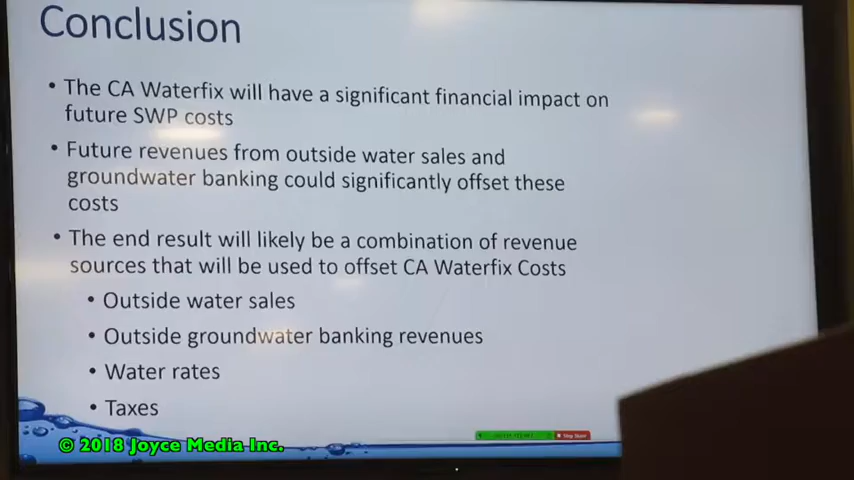 Conclusion
• The CA Waterfix will have a significant financial impact on
future SWP costs
• Future revenues from outside water sales and
groundwater banking could significantly offset these
costs
• The end result will likely be a combination of revenue
sources that will be used to offset CA Waterfix Costs
• Outside water sales
• Outside groundwater banking revenues
• Water rates
• Taxes
© 2018 Joyce Media Inc.
Stop Share